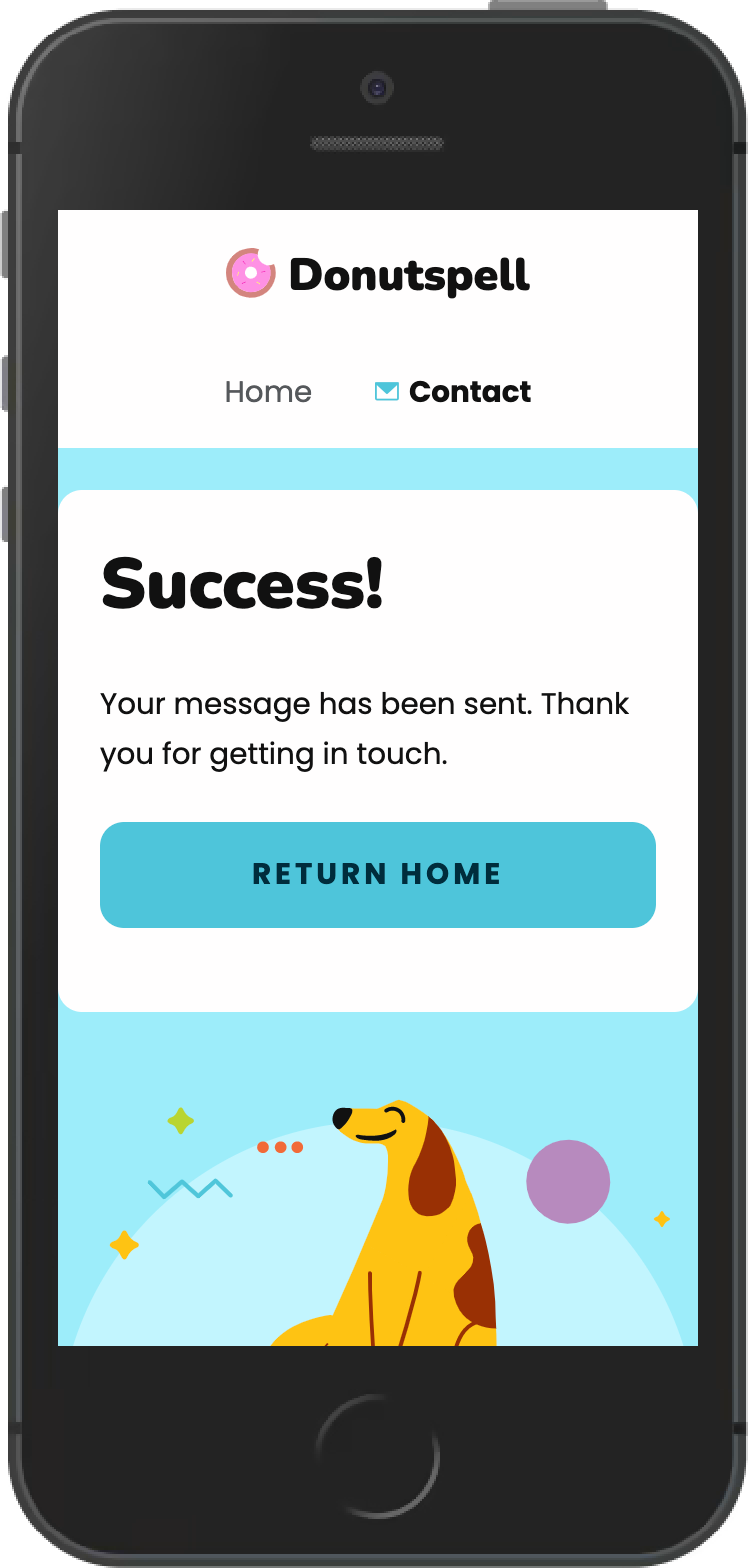 Donutspell
Home
Contact
Success!
Your message has been sent. Thank
you for getting in touch.
RETURN HOME